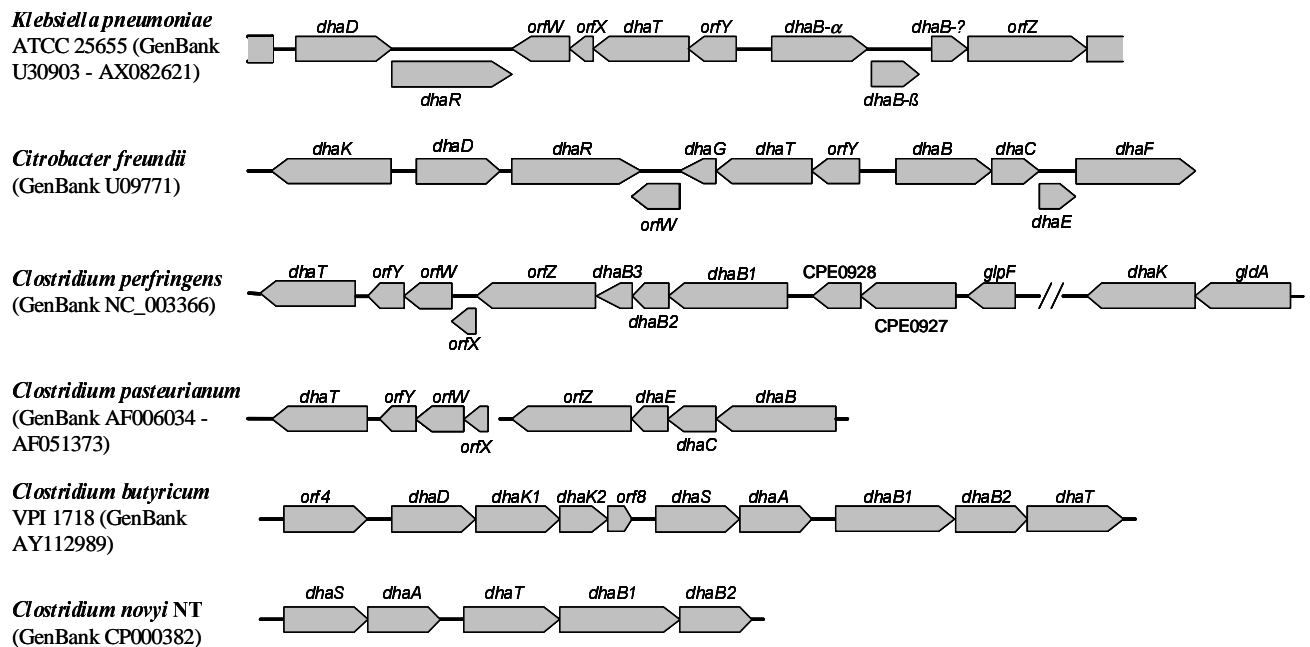 Klebsiella pneumoniae
ATCC 25655 (GenBank
U30903 - AX082621)
dhaD orfW orfX dhaT orfY dhaB-α dhaB-? orfZ
dhaR dhaB-ß
Citrobacter freundii
(GenBank U09771)
dhaK dhaD dhaR dhaG dhaT orfY dhaB dhaC dhaF
orfW dhaE
Clostridium perfringens
(GenBank NC_003366)
dhaT orfY orfW orfZ dhaB3 dhaB1 CPE0928 glpF dhaK gldA
orfX dhaB2 CPE0927
Clostridium pasteurianum
(GenBank AF006034 -
AF051373)
dhaT orfY orfW orfZ dhaE dhaB
orfX dhaC
Clostridium butyricum
VPI 1718 (GenBank
AY112989)
orf4 dhaD dhaK1 dhaK2 orf8 dhaS dhaA dhaB1 dhaB2 dhaT
Clostridium novyi NT
(GenBank CP000382)
dhaS dhaA dhaT dhaB1 dhaB2